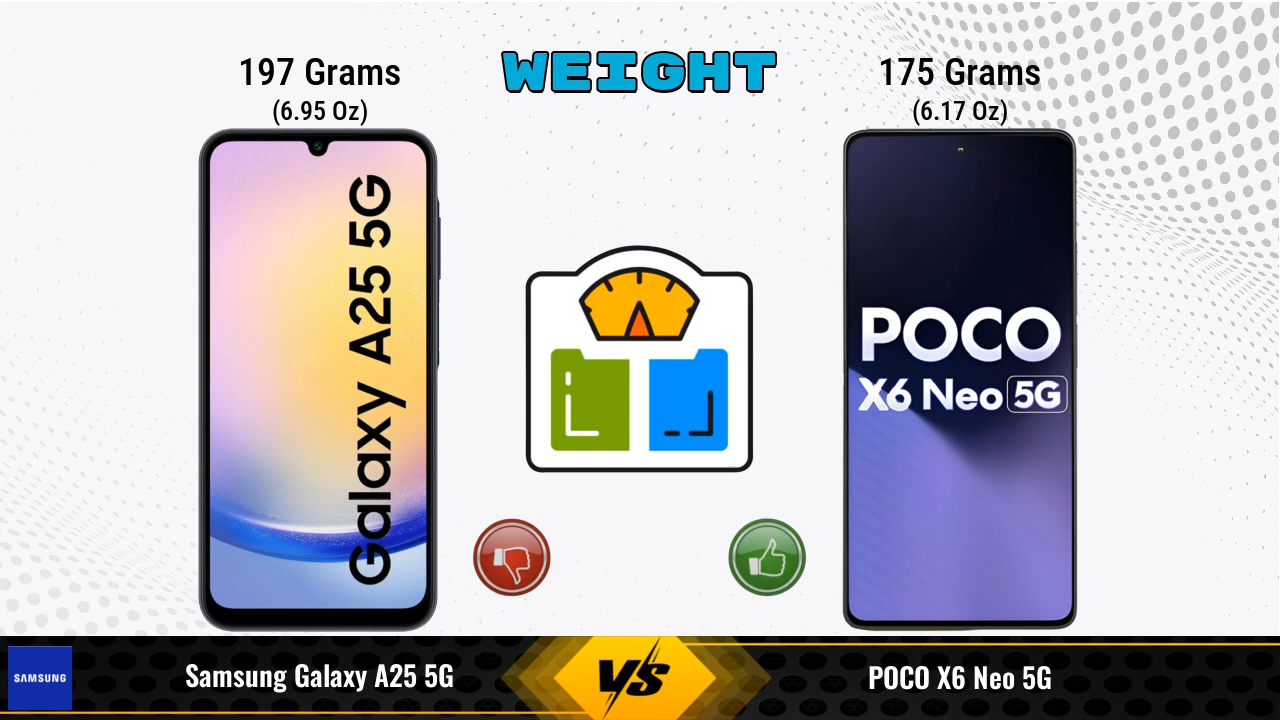 WEIGHT
197 Grams
(6.95 Oz)
175 Grams
(6.17 Oz)
Galaxy A25 5G
POCO
X6 Neo 5G
SAMSUNG
Samsung Galaxy A25 5G
VS
POCO X6 Neo 5G